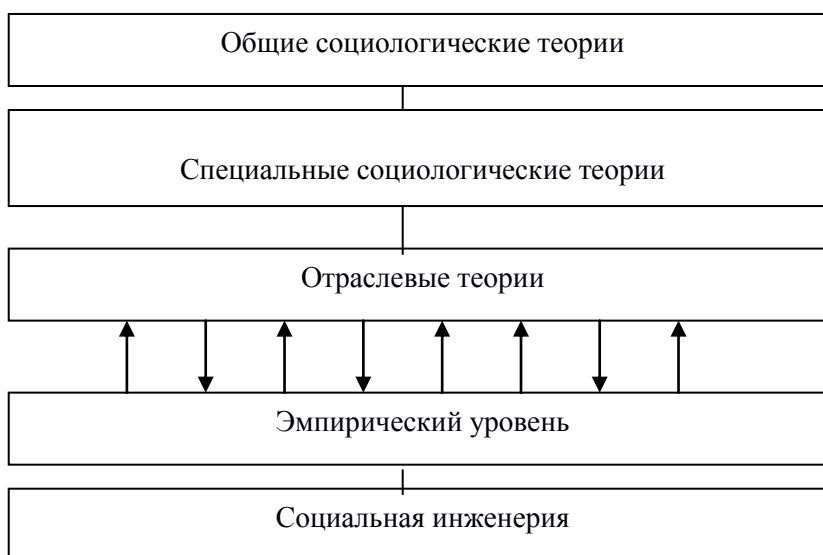 Общие социологические теории
Специальные социологические теории
Отраслевые теории
Эмпирический уровень
Социальная инженерия